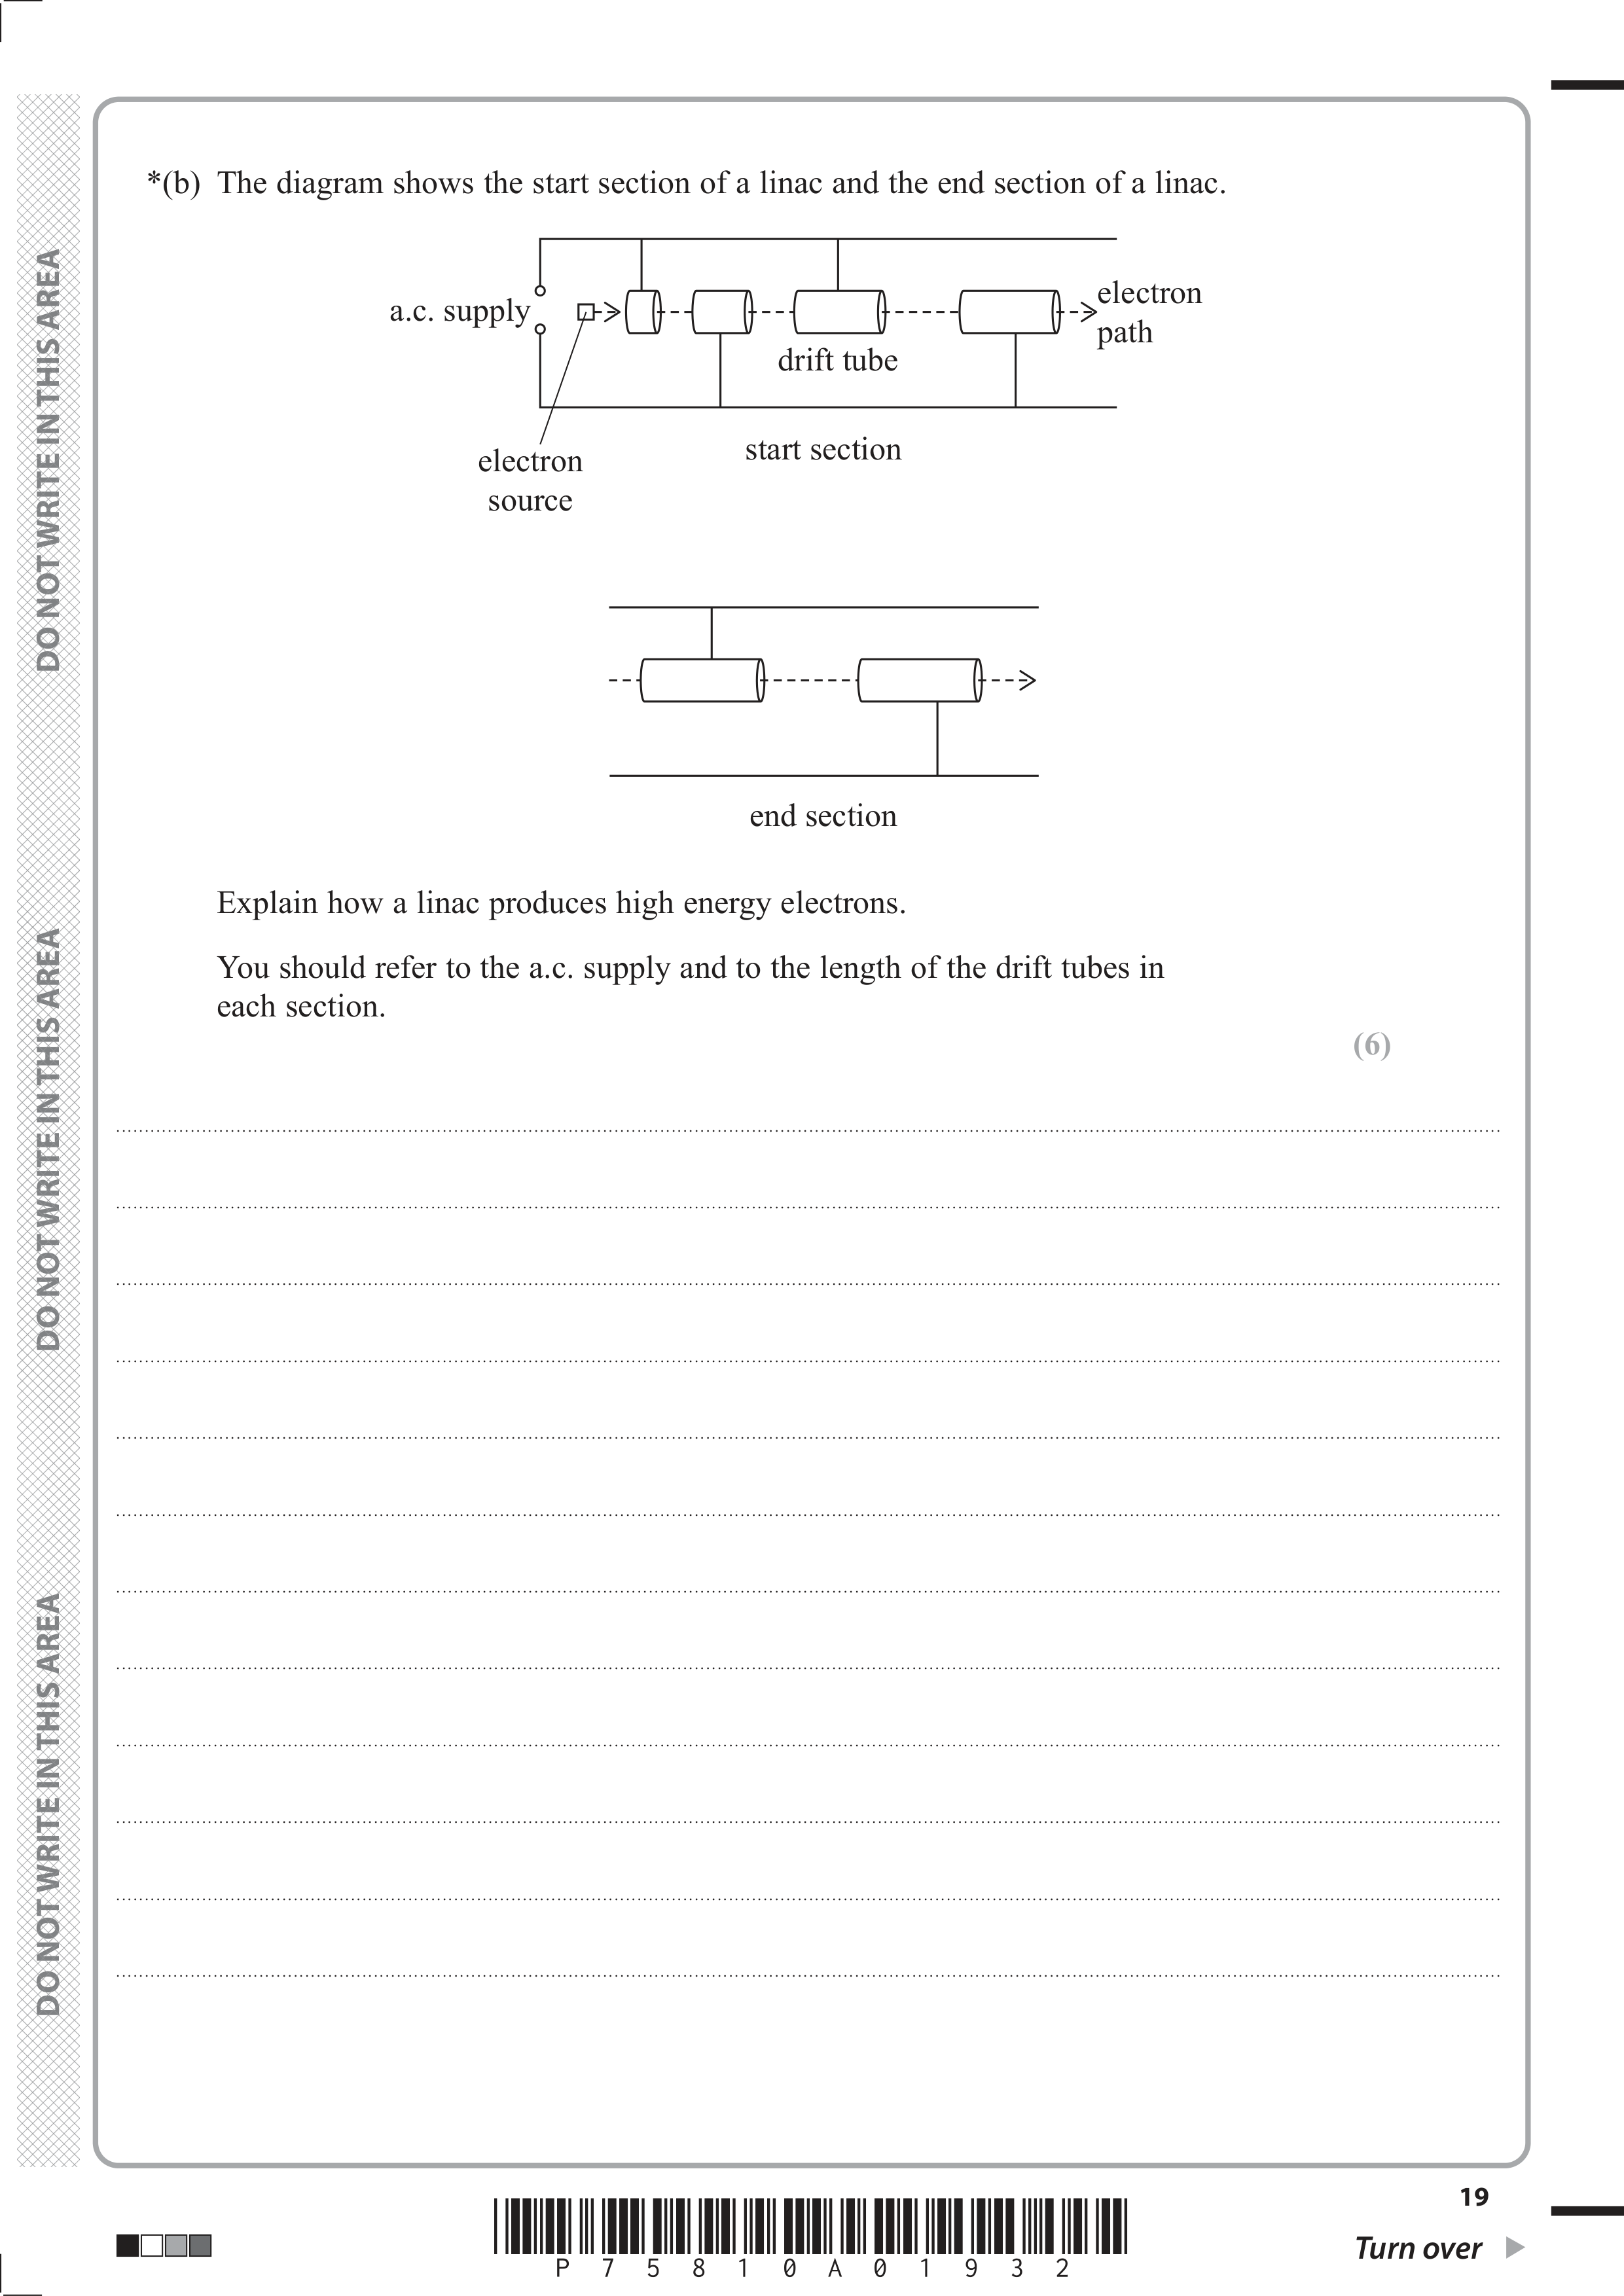 *(b) The diagram shows the start section of a linac and the end section of a linac.
a.c. supply
electron
path
drift tube
electron
source
start section
end section
Explain how a linac produces high energy electrons.
You should refer to the a.c. supply and to the length of the drift tubes in
each section.
(6)
DO NOT WRITE IN THIS AREA
DO NOT WRITE IN THIS AREA
DO NOT WRITE IN THIS AREA
19
P 7 5 8 1 0 A 0 1 9 3 2
Turn over